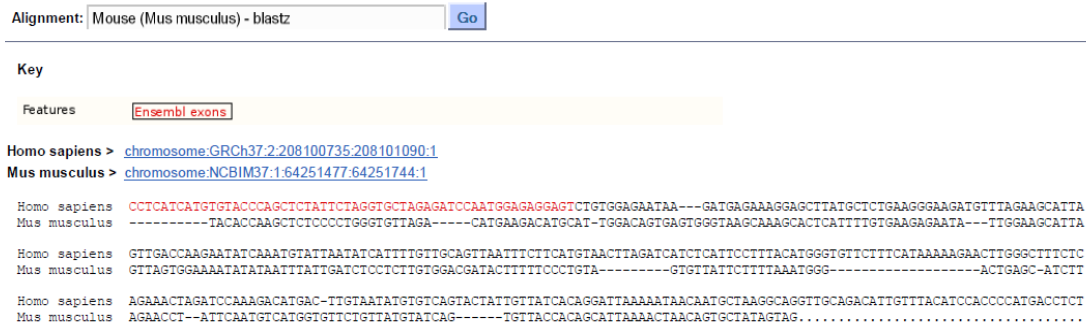 Alignment: Mouse (Mus musculus) - blastz Go
Key
Features Ensembl exons
Homo sapiens > chromosome:GRCh37:2:208100735:208101090:1
Mus musculus > chromosome:NCBIM37:1:64251477:64251744:1
Homo sapiens CCTCATCATGTGTACCCAGCTCTATTCTAGGTGCTAGAGATCCAATGGAGAGGAGTCTGTGGAGAATAA---GATGAGAAAGGAGCTTATGCTCTGAAGGGAAGATGTTTAGAAGCATTA
Mus musculus ----------TACACCAAGCTCTCCCCTGGGTGTTAGA-----CATGAAGACATGCAT-TGGACAGTGAGTGGGTAAGCAAAGCACTCATTTTGTGAAGAGAATA---TTGGAAGCATTA
Homo sapiens GTTGACCAAGAATATCAAATGTATTAATATCATTTTGTTGCAGTTAATTTCTTCATGTAACTTAGATCATCTCATTCCTTTACATGGGTGTTCTTTCATAAAAAGAACTTGGGCTTTCTC
Mus musculus GTTAGTGGAAAATATATAATTTATTGATCTCCTCTTGTGGACGATACTTTTTCCCTGTA---------GTGTTATTCTTTTAAATGGG-------------------ACTGAGC-ATCTT
Homo sapiens AGAAACTAGATCCAAAGACATGAC-TTGTAATATGTGTCAGTACTATTGTTATCACAGGATTAAAAATAACAATGCTAAGGCAGGTTGCAGACATTGTTTACATCCACCCCATGACCTCT
Mus musculus AGAACCT--ATTCAATGTCATGGTGTTCTGTTATGTATCAG------TGTTACCACAGCATTAAAACTAACAGTGCTATAGTAG....................................